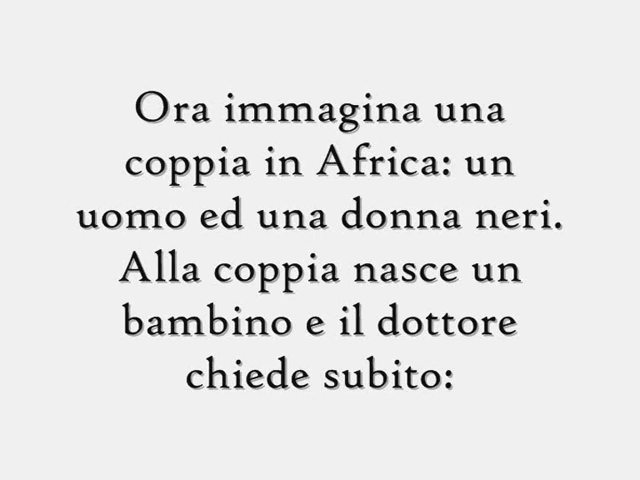 Ora immagina una
coppia in Africa: un
uomo ed una donna neri.
Alla coppia nasce un
bambino e il dottore
chiede subito: